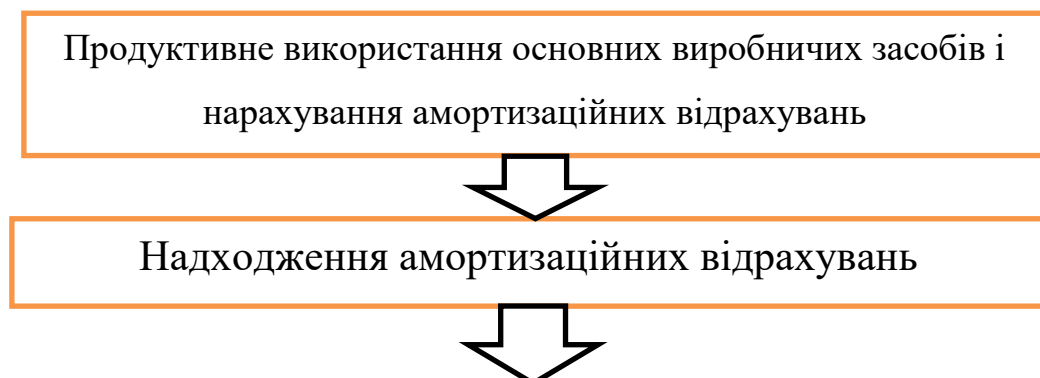 Продуктивне використання основних виробничих засобів і
нарахування амортизаційних відрахувань
Надходження амортизаційних відрахувань